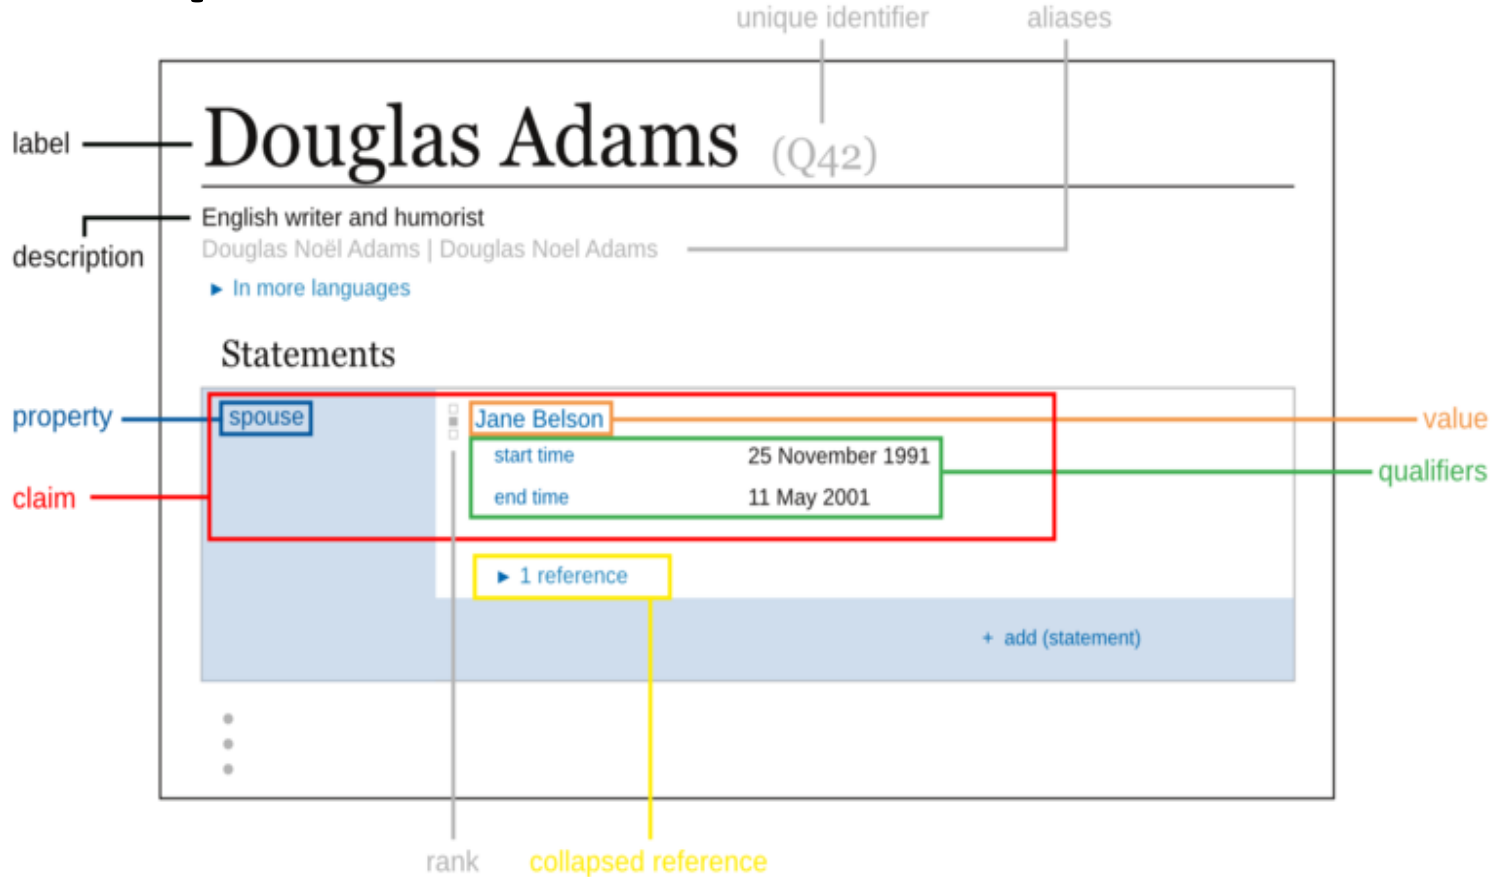 unique identifier aliases
label Douglas Adams (Q42)
English writer and humorist
description Douglas Noël Adams | Douglas Noel Adams
► In more languages
Statements
property spouse Jane Belson value
start time 25 November 1991 qualifiers
claim end time 11 May 2001
► 1 reference
+ add (statement)
rank collapsed reference